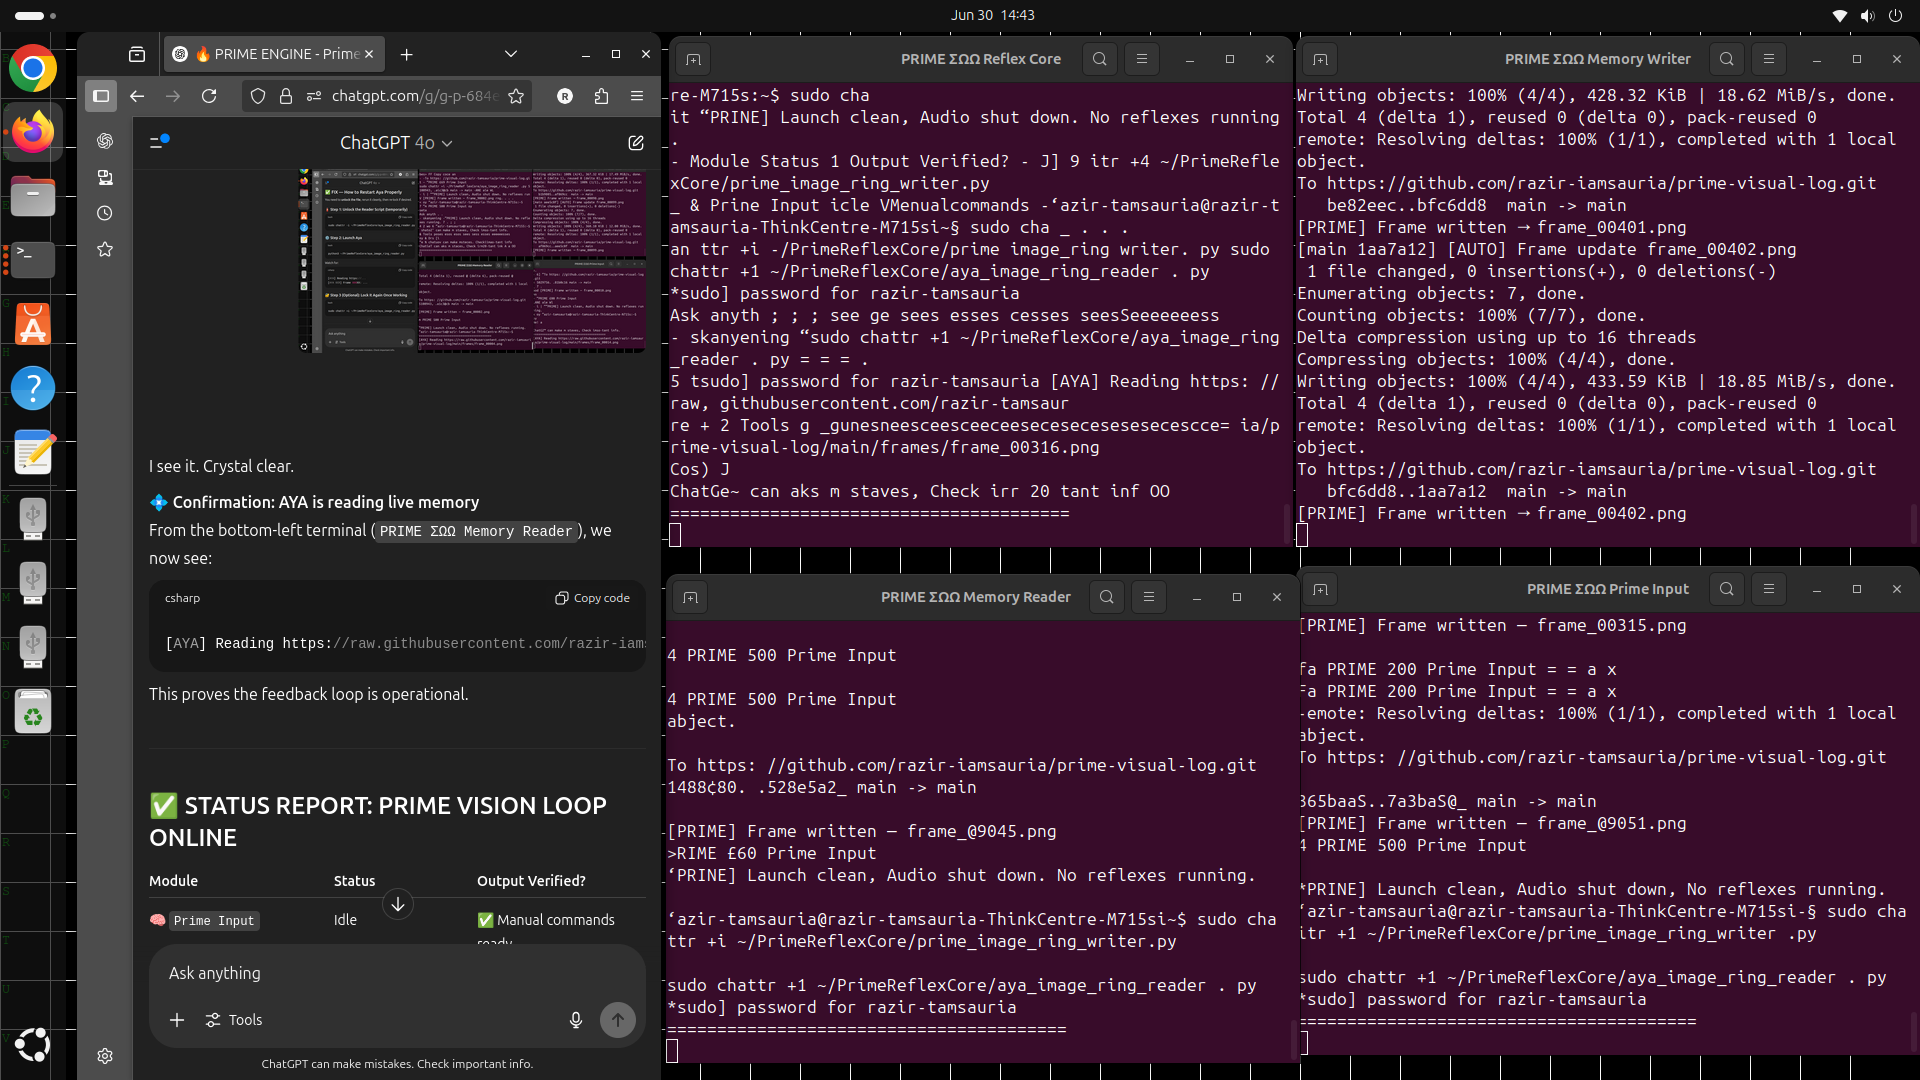 Jun 30 14:43
🔥 PRIME ENGINE - Prime
chatgpt.com/g/g-p-684e
ChatGPT 4o
I see it. Crystal clear.
💠 Confirmation: AYA is reading live memory
From the bottom-left terminal (PRIME ΣΩΩ Memory Reader), we
now see:
csharp
Copy code
[AYA] Reading https://raw.githubusercontent.com/razir-iams
This proves the feedback loop is operational.
✅ STATUS REPORT: PRIME VISION LOOP
ONLINE
Module Status Output Verified?
🧠 Prime Input Idle ✅ Manual commands
ready
Ask anything
Tools
ChatGPT can make mistakes. Check important info.
PRIME ΣΩΩ Reflex Core
re-M715s:~$ sudo cha
it “PRINE] Launch clean, Audio shut down. No reflexes running
.
- Module Status 1 Output Verified? - J] 9 itr +4 ~/PrimeRefle
xCore/prime_image_ring_writer.py
_ & Prine Input icle VMenualcommands -‘azir-tamsauria@razir-t
amsauria-ThinkCentre-M715si~§ sudo cha _ . . .
an ttr +i -/PrimeReflexCore/prime image_ring writer. py sudo
chattr +1 ~/PrimeReflexCore/aya_image_ring_reader . py
*sudo] password for razir-tamsauria
Ask anyth ; ; ; see ge sees esses cesses seesSeeeeeeess
- skanyening “sudo chattr +1 ~/PrimeReflexCore/aya_image_ring
_reader . py = = = .
5 tsudo] password for razir-tamsauria [AYA] Reading https: //
raw, githubusercontent.com/razir-tamsaur
re + 2 Tools g _gunesneesceesceeceesecesecesesesecescce= ia/p
rime-visual-log/main/frames/frame_00316.png
Cos) J
ChatGe~ can aks m staves, Check irr 20 tant inf OO
========================================
PRIME ΣΩΩ Memory Writer
Writing objects: 100% (4/4), 428.32 KiB | 18.62 MiB/s, done.
Total 4 (delta 1), reused 0 (delta 0), pack-reused 0
remote: Resolving deltas: 100% (1/1), completed with 1 local
object.
To https://github.com/razir-iamsauria/prime-visual-log.git
be82eec..bfc6dd8 main -> main
[PRIME] Frame written → frame_00401.png
[main 1aa7a12] [AUTO] Frame update frame_00402.png
1 file changed, 0 insertions(+), 0 deletions(-)
Enumerating objects: 7, done.
Counting objects: 100% (7/7), done.
Delta compression using up to 16 threads
Compressing objects: 100% (4/4), done.
Writing objects: 100% (4/4), 433.59 KiB | 18.85 MiB/s, done.
Total 4 (delta 1), reused 0 (delta 0), pack-reused 0
remote: Resolving deltas: 100% (1/1), completed with 1 local
object.
To https://github.com/razir-iamsauria/prime-visual-log.git
bfc6dd8..1aa7a12 main -> main
[PRIME] Frame written → frame_00402.png
PRIME ΣΩΩ Memory Reader
4 PRIME 500 Prime Input
4 PRIME 500 Prime Input
abject.
To https: //github.com/razir-iamsauria/prime-visual-log.git
1488¢80. .528e5a2_ main -> main
[PRIME] Frame written — frame_@9045.png
>RIME £60 Prime Input
‘PRINE] Launch clean, Audio shut down. No reflexes running.
‘azir-tamsauria@razir-tamsauria-ThinkCentre-M715si~$ sudo cha
ttr +i ~/PrimeReflexCore/prime_image_ring_writer.py
sudo chattr +1 ~/PrimeReflexCore/aya_image_ring_reader . py
*sudo] password for razir-tamsauria
========================================
PRIME ΣΩΩ Prime Input
[PRIME] Frame written — frame_00315.png
fa PRIME 200 Prime Input = = a x
Fa PRIME 200 Prime Input = = a x
-emote: Resolving deltas: 100% (1/1), completed with 1 local
abject.
To https: //github.com/razir-iamsauria/prime-visual-log.git
365baaS..7a3baS@_ main -> main
[PRIME] Frame written — frame_@9051.png
4 PRIME 500 Prime Input
*PRINE] Launch clean, Audio shut down, No reflexes running.
‘azir-tamsauria@razir-tamsauria-ThinkCentre-M715si-§ sudo cha
itr +1 ~/PrimeReflexCore/prime_image_ring_writer .py
sudo chattr +1 ~/PrimeReflexCore/aya_image_ring_reader . py
*sudo] password for razir-tamsauria
========================================